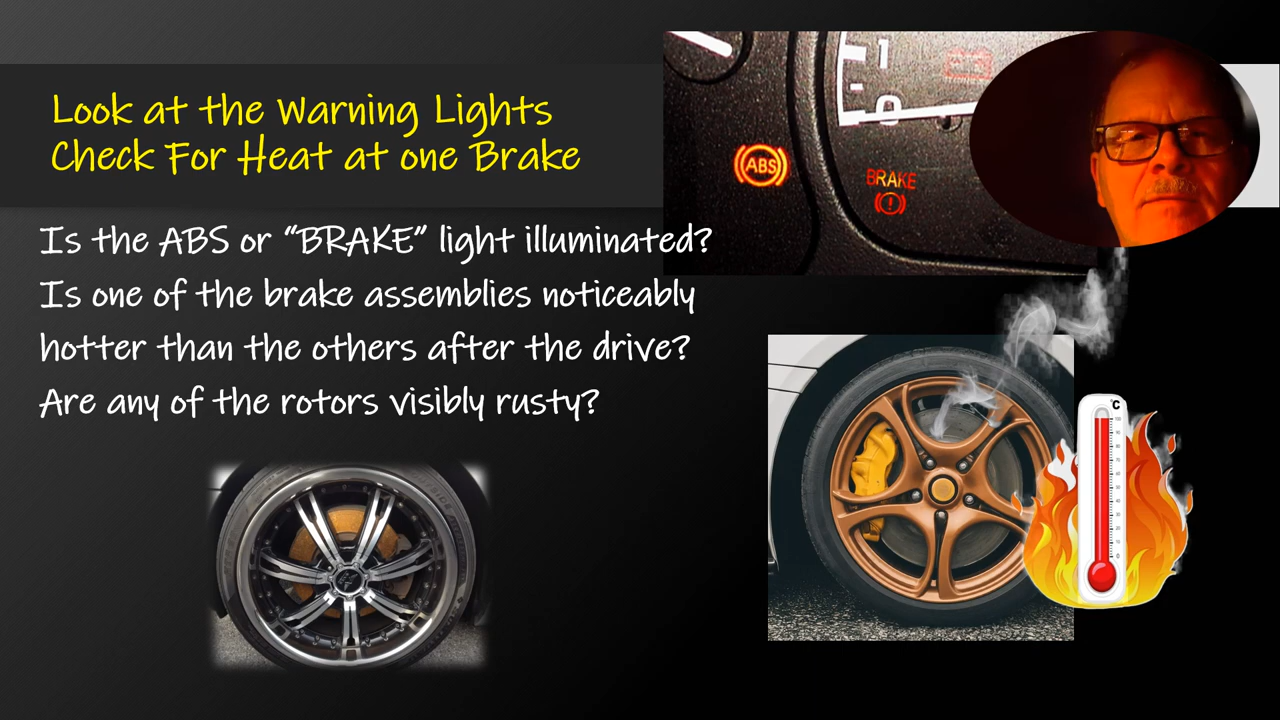 Look at the Warning Lights
Check For Heat at one Brake
Is the ABS or “BRAKE” light illuminated?
Is one of the brake assemblies noticeably
hotter than the others after the drive?
Are any of the rotors visibly rusty?
ABS
BRAKE
!
°C